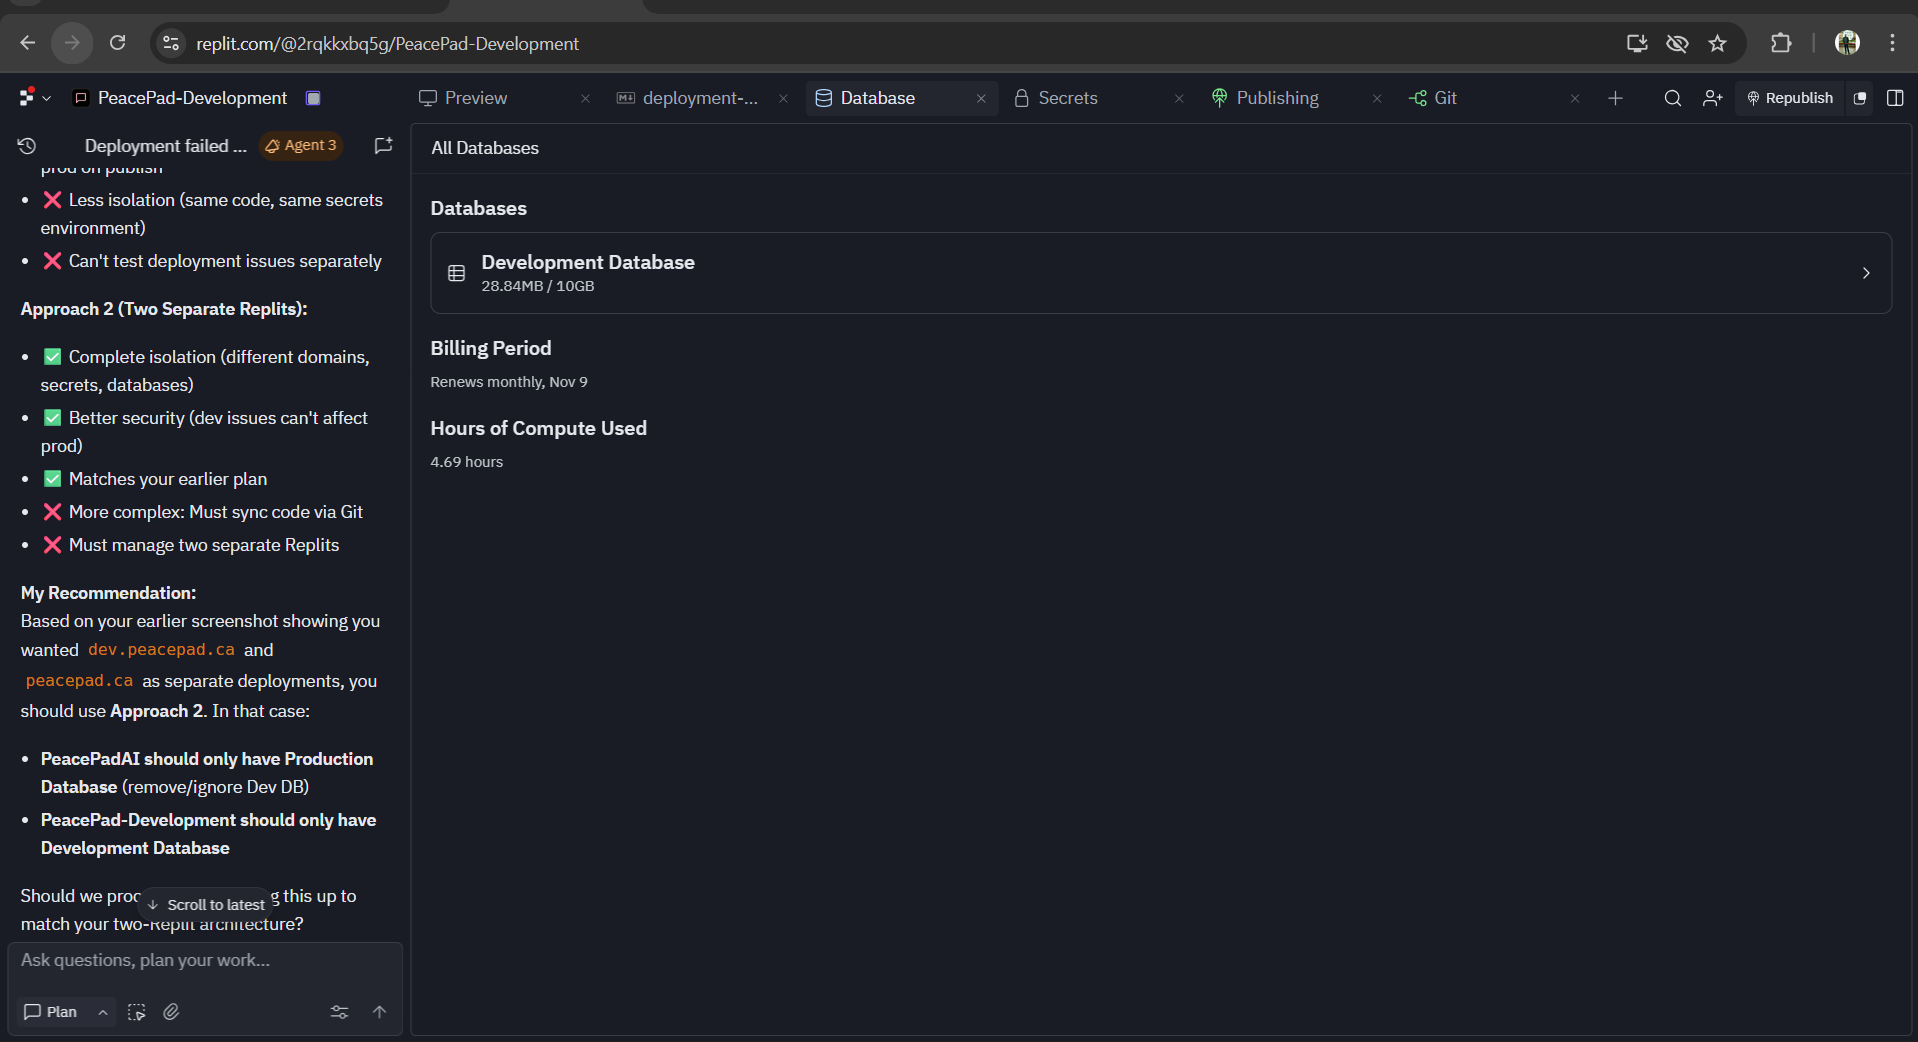 replit.com/@2rqkkxbq5g/PeacePad-Development
PeacePad-Development
Preview
deployment-...
Database
Secrets
Publishing
Git
Republish
Deployment failed ...
Agent 3
prod on publish
❌ Less isolation (same code, same secrets
environment)
❌ Can't test deployment issues separately
Approach 2 (Two Separate Replits):
✅ Complete isolation (different domains,
secrets, databases)
✅ Better security (dev issues can't affect
prod)
✅ Matches your earlier plan
❌ More complex: Must sync code via Git
❌ Must manage two separate Replits
My Recommendation:
Based on your earlier screenshot showing you
wanted dev.peacepad.ca and
peacepad.ca as separate deployments, you
should use Approach 2. In that case:
PeacePadAI should only have Production
Database (remove/ignore Dev DB)
PeacePad-Development should only have
Development Database
Should we proc g this up to
Scroll to latest
match your two-Replit architecture?
Ask questions, plan your work...
Plan
All Databases
Databases
Development Database
28.84MB / 10GB
Billing Period
Renews monthly, Nov 9
Hours of Compute Used
4.69 hours